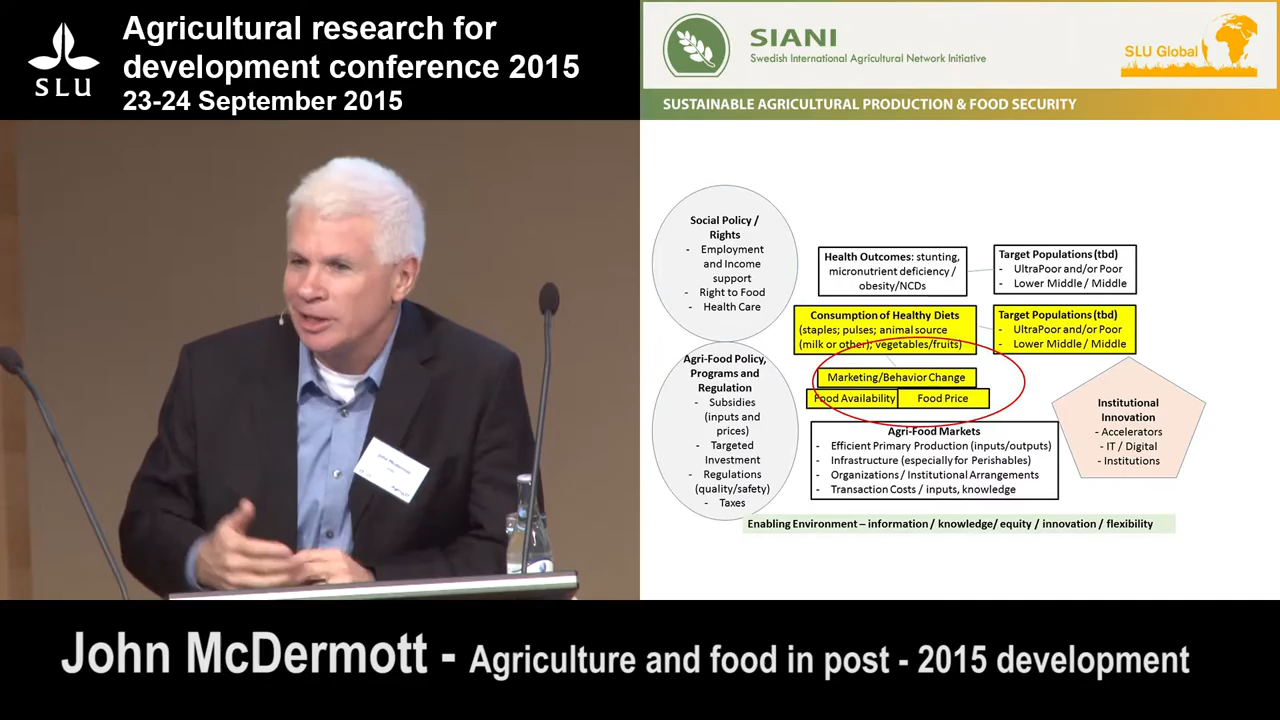 SLU
Agricultural research for
development conference 2015
23-24 September 2015
SIANI
Swedish International Agricultural Network Initiative
SLU Global
SUSTAINABLE AGRICULTURAL PRODUCTION & FOOD SECURITY
Social Policy /
Rights
- Employment
and Income
support
- Right to Food
- Health Care
Health Outcomes: stunting,
micronutrient deficiency /
obesity/NCDs
Target Populations (tbd)
- UltraPoor and/or Poor
- Lower Middle / Middle
Consumption of Healthy Diets
(staples; pulses; animal source
(milk or other); vegetables/fruits)
Target Populations (tbd)
- UltraPoor and/or Poor
- Lower Middle / Middle
Marketing/Behavior Change
Food Availability
Food Price
Agri-Food Policy,
Programs and
Regulation
- Subsidies
(inputs and
prices)
- Targeted
Investment
- Regulations
(quality/safety)
- Taxes
Agri-Food Markets
- Efficient Primary Production (inputs/outputs)
- Infrastructure (especially for Perishables)
- Organizations / Institutional Arrangements
- Transaction Costs / inputs, knowledge
Institutional
Innovation
- Accelerators
- IT / Digital
- Institutions
Enabling Environment – information / knowledge/ equity / innovation / flexibility
John McDermott
John McDermott - Agriculture and food in post - 2015 development